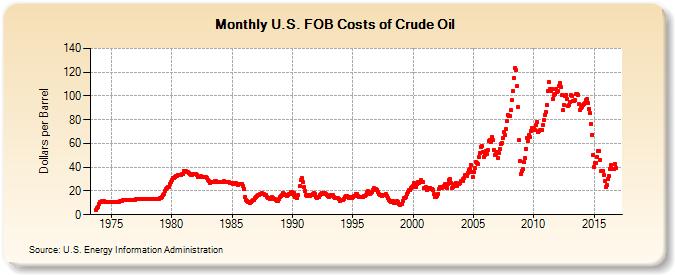 Monthly U.S. FOB Costs of Crude Oil
Dollars per Barrel
140
120
100
80
60
40
20
0
1975 1980 1985 1990 1995 2000 2005 2010 2015
Source: U.S. Energy Information Administration